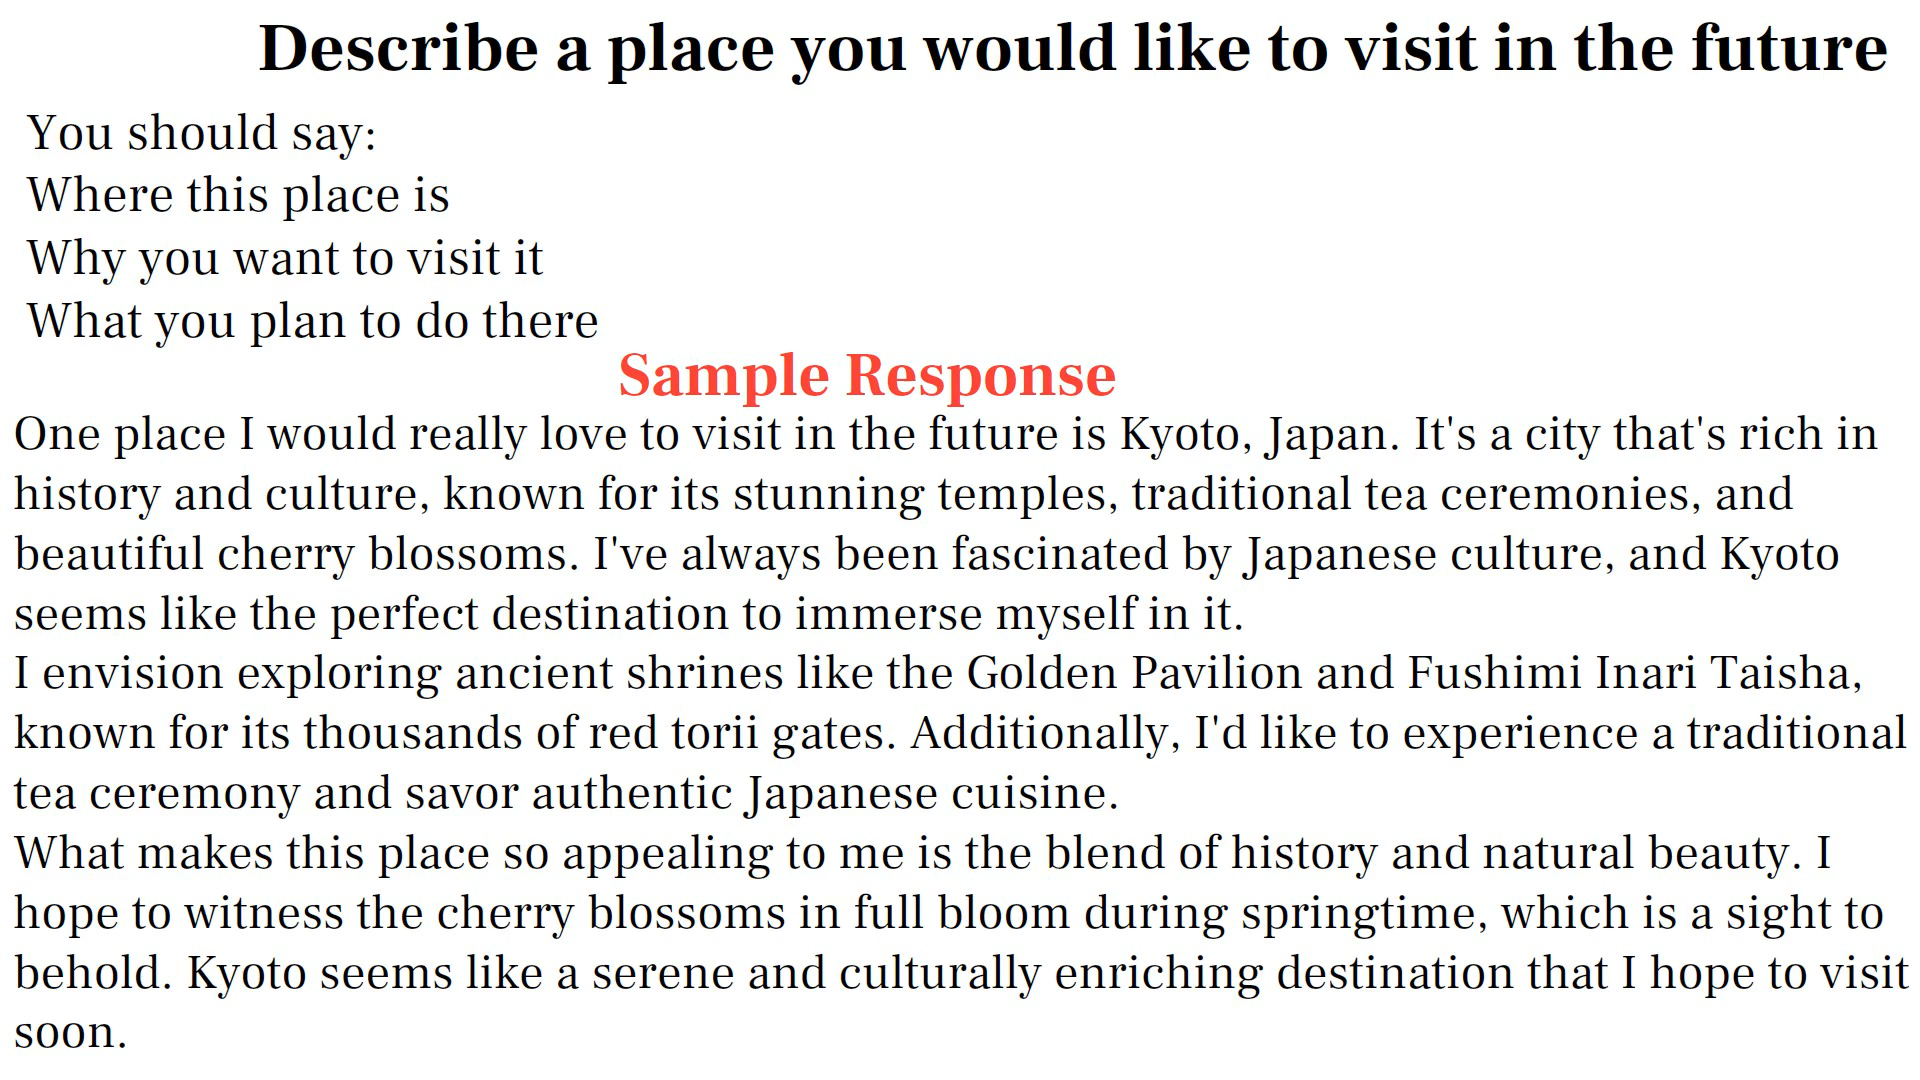 Describe a place you would like to visit in the future
You should say:
Where this place is
Why you want to visit it
What you plan to do there
Sample Response
One place I would really love to visit in the future is Kyoto, Japan. It's a city that's rich in
history and culture, known for its stunning temples, traditional tea ceremonies, and
beautiful cherry blossoms. I've always been fascinated by Japanese culture, and Kyoto
seems like the perfect destination to immerse myself in it.
I envision exploring ancient shrines like the Golden Pavilion and Fushimi Inari Taisha,
known for its thousands of red torii gates. Additionally, I'd like to experience a traditional
tea ceremony and savor authentic Japanese cuisine.
What makes this place so appealing to me is the blend of history and natural beauty. I
hope to witness the cherry blossoms in full bloom during springtime, which is a sight to
behold. Kyoto seems like a serene and culturally enriching destination that I hope to visit
soon.